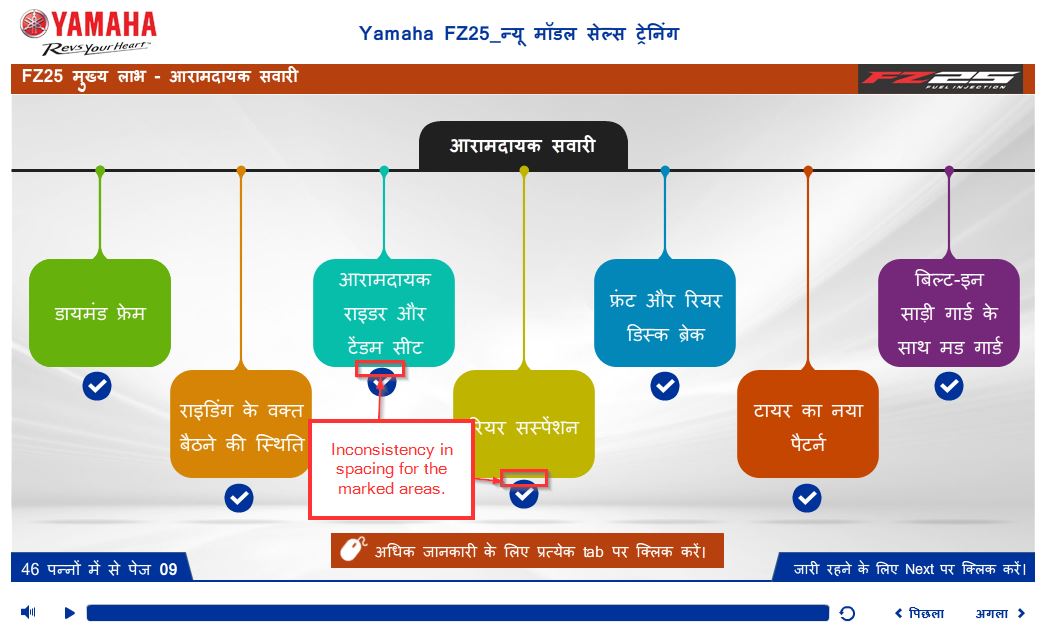 YAMAHA
Revs Your Heart
Yamaha FZ25_न्यू मॉडल सेल्स ट्रेनिंग
FZ25 मुख्य लाभ - आरामदायक सवारी
FZ25
FUEL INJECTION
आरामदायक सवारी
डायमंड फ्रेम
राइडिंग के वक्त
बैठने की स्थिति
आरामदायक
राइडर और
टेंडम सीट
रियर सस्पेंशन
फ्रंट और रियर
डिस्क ब्रेक
टायर का नया
पैटर्न
बिल्ट-इन
साड़ी गार्ड के
साथ मड गार्ड
Inconsistency in
spacing for the
marked areas.
अधिक जानकारी के लिए प्रत्येक tab पर क्लिक करें।
46 पन्नों में से पेज 09
जारी रहने के लिए Next पर क्लिक करें।
पिछला
अगला